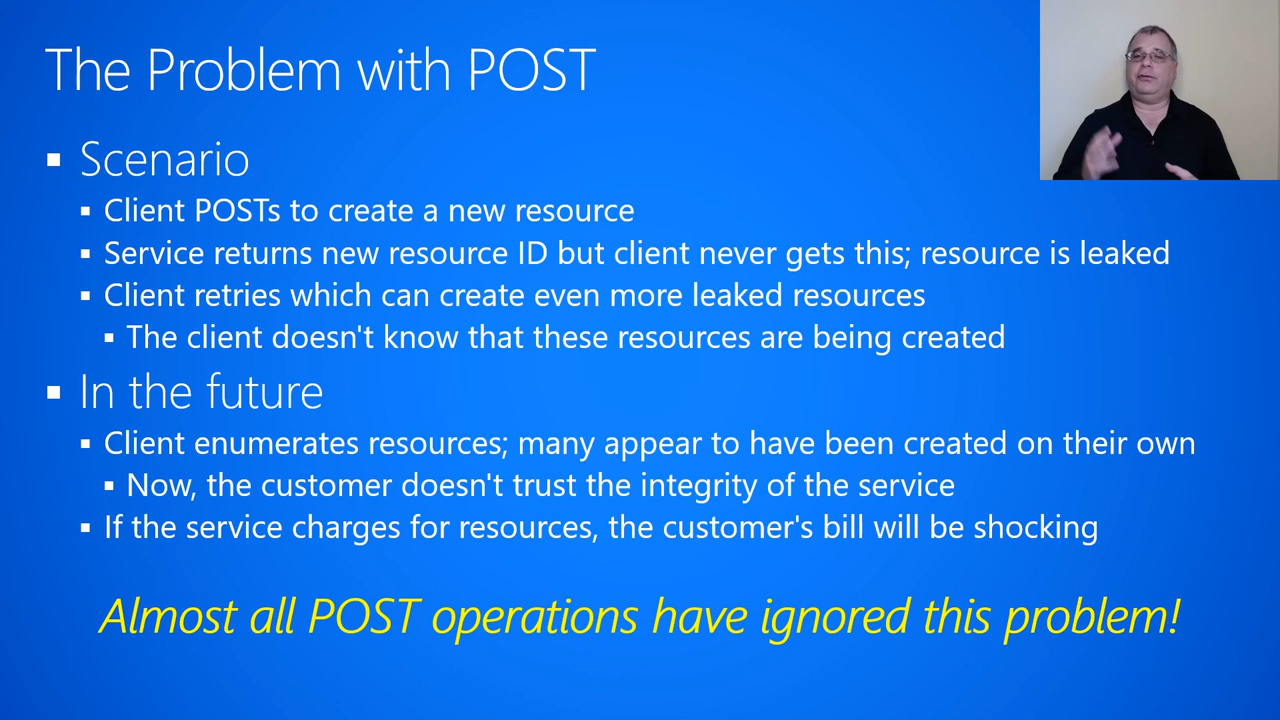 The Problem with POST
Scenario
Client POSTs to create a new resource
Service returns new resource ID but client never gets this; resource is leaked
Client retries which can create even more leaked resources
The client doesn't know that these resources are being created
In the future
Client enumerates resources; many appear to have been created on their own
Now, the customer doesn't trust the integrity of the service
If the service charges for resources, the customer's bill will be shocking
Almost all POST operations have ignored this problem!